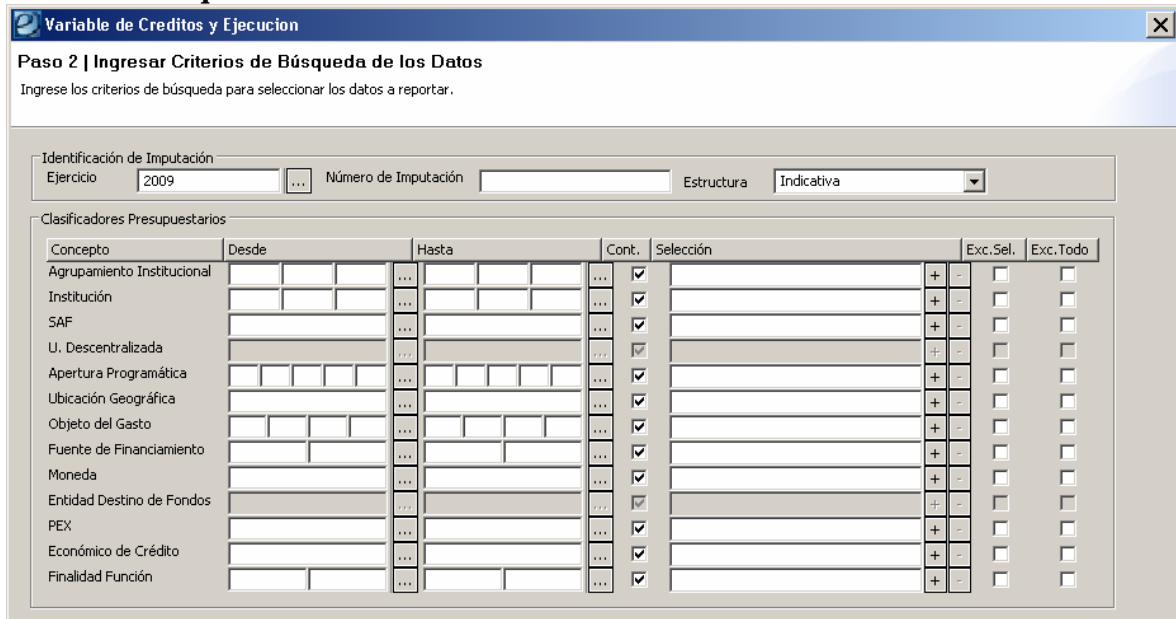 Variable de Creditos y Ejecucion
Paso 2 | Ingresar Criterios de Búsqueda de los Datos
Ingrese los criterios de búsqueda para seleccionar los datos a reportar.
Identificación de Imputación
Ejercicio 2009 ... Número de Imputación Estructura Indicativa
Clasificadores Presupuestarios
Concepto Desde Hasta Cont. Selección Exc.Sel. Exc.Todo
Agrupamiento Institucional ... ... + -
Institución ... ... + -
SAF ... ... + -
U. Descentralizada ... ... + -
Apertura Programática ... ... + -
Ubicación Geográfica ... ... + -
Objeto del Gasto ... ... + -
Fuente de Financiamiento ... ... + -
Moneda ... ... + -
Entidad Destino de Fondos ... ... + -
PEX ... ... + -
Económico de Crédito ... ... + -
Finalidad Función ... ... + -